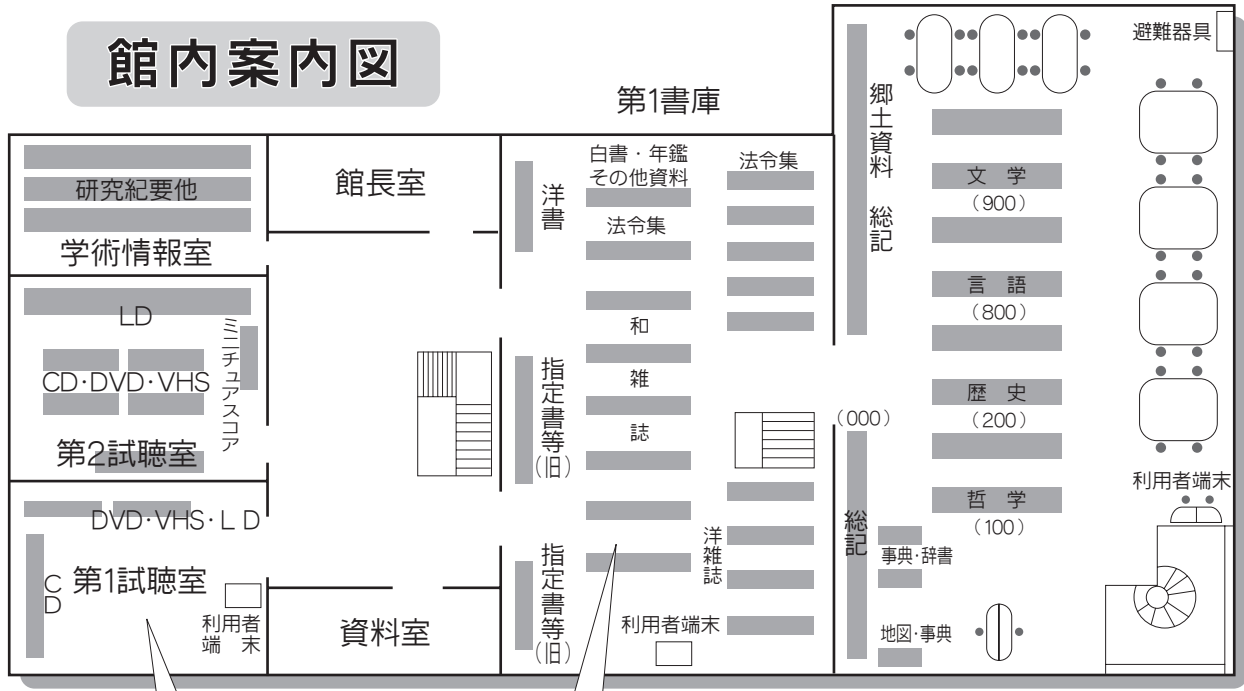 館内案内図
第1書庫
研究紀要他
学術情報室
LD
ミニチュアスコア
CD･DVD･VHS
第2試聴室
DVD･VHS･LD
CD
第1試聴室
利用者
端　末
館長室
資料室
洋書
指定書等(旧)
指定書等(旧)
白書・年鑑
その他資料
法令集
和雑誌
法令集
洋雑誌
利用者端末
郷土資料　総記
(000)
総記
文　学
(900)
言　語
(800)
歴　史
(200)
哲　学
(100)
事典･辞書
地図･事典
避難器具
利用者端末